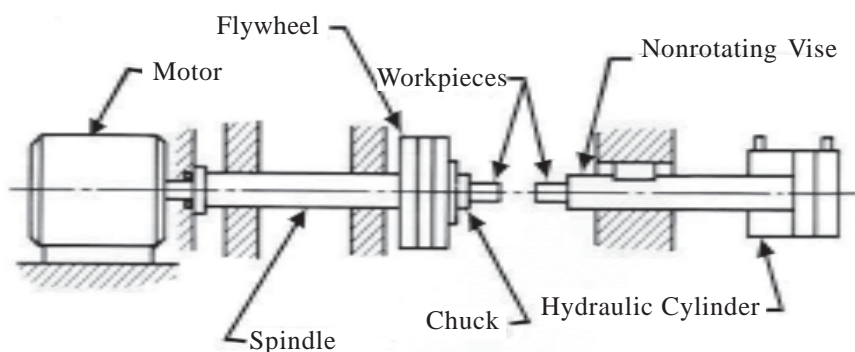 Flywheel
Nonrotating Vise
Motor
Workpieces
Spindle
Chuck
Hydraulic Cylinder